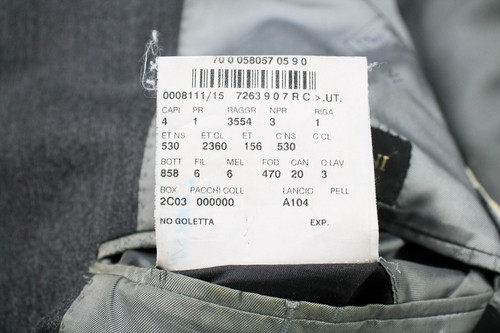 70 0 058057 05 9 0
0008111/15 7263 9 0 7 R C >.UT.
CAPI PR RAGGR NPR RIGA
4 1 3554 3 1
ET NS ET CL ET C NS C CL
530 2360 156 530
BOTT FIL MEL FOD CAN C LAV
858 6 6 470 20 3
BOX PACCHI COLL LANCIO PELL
2C03 000000 A104
NO GOLETTA EXP.